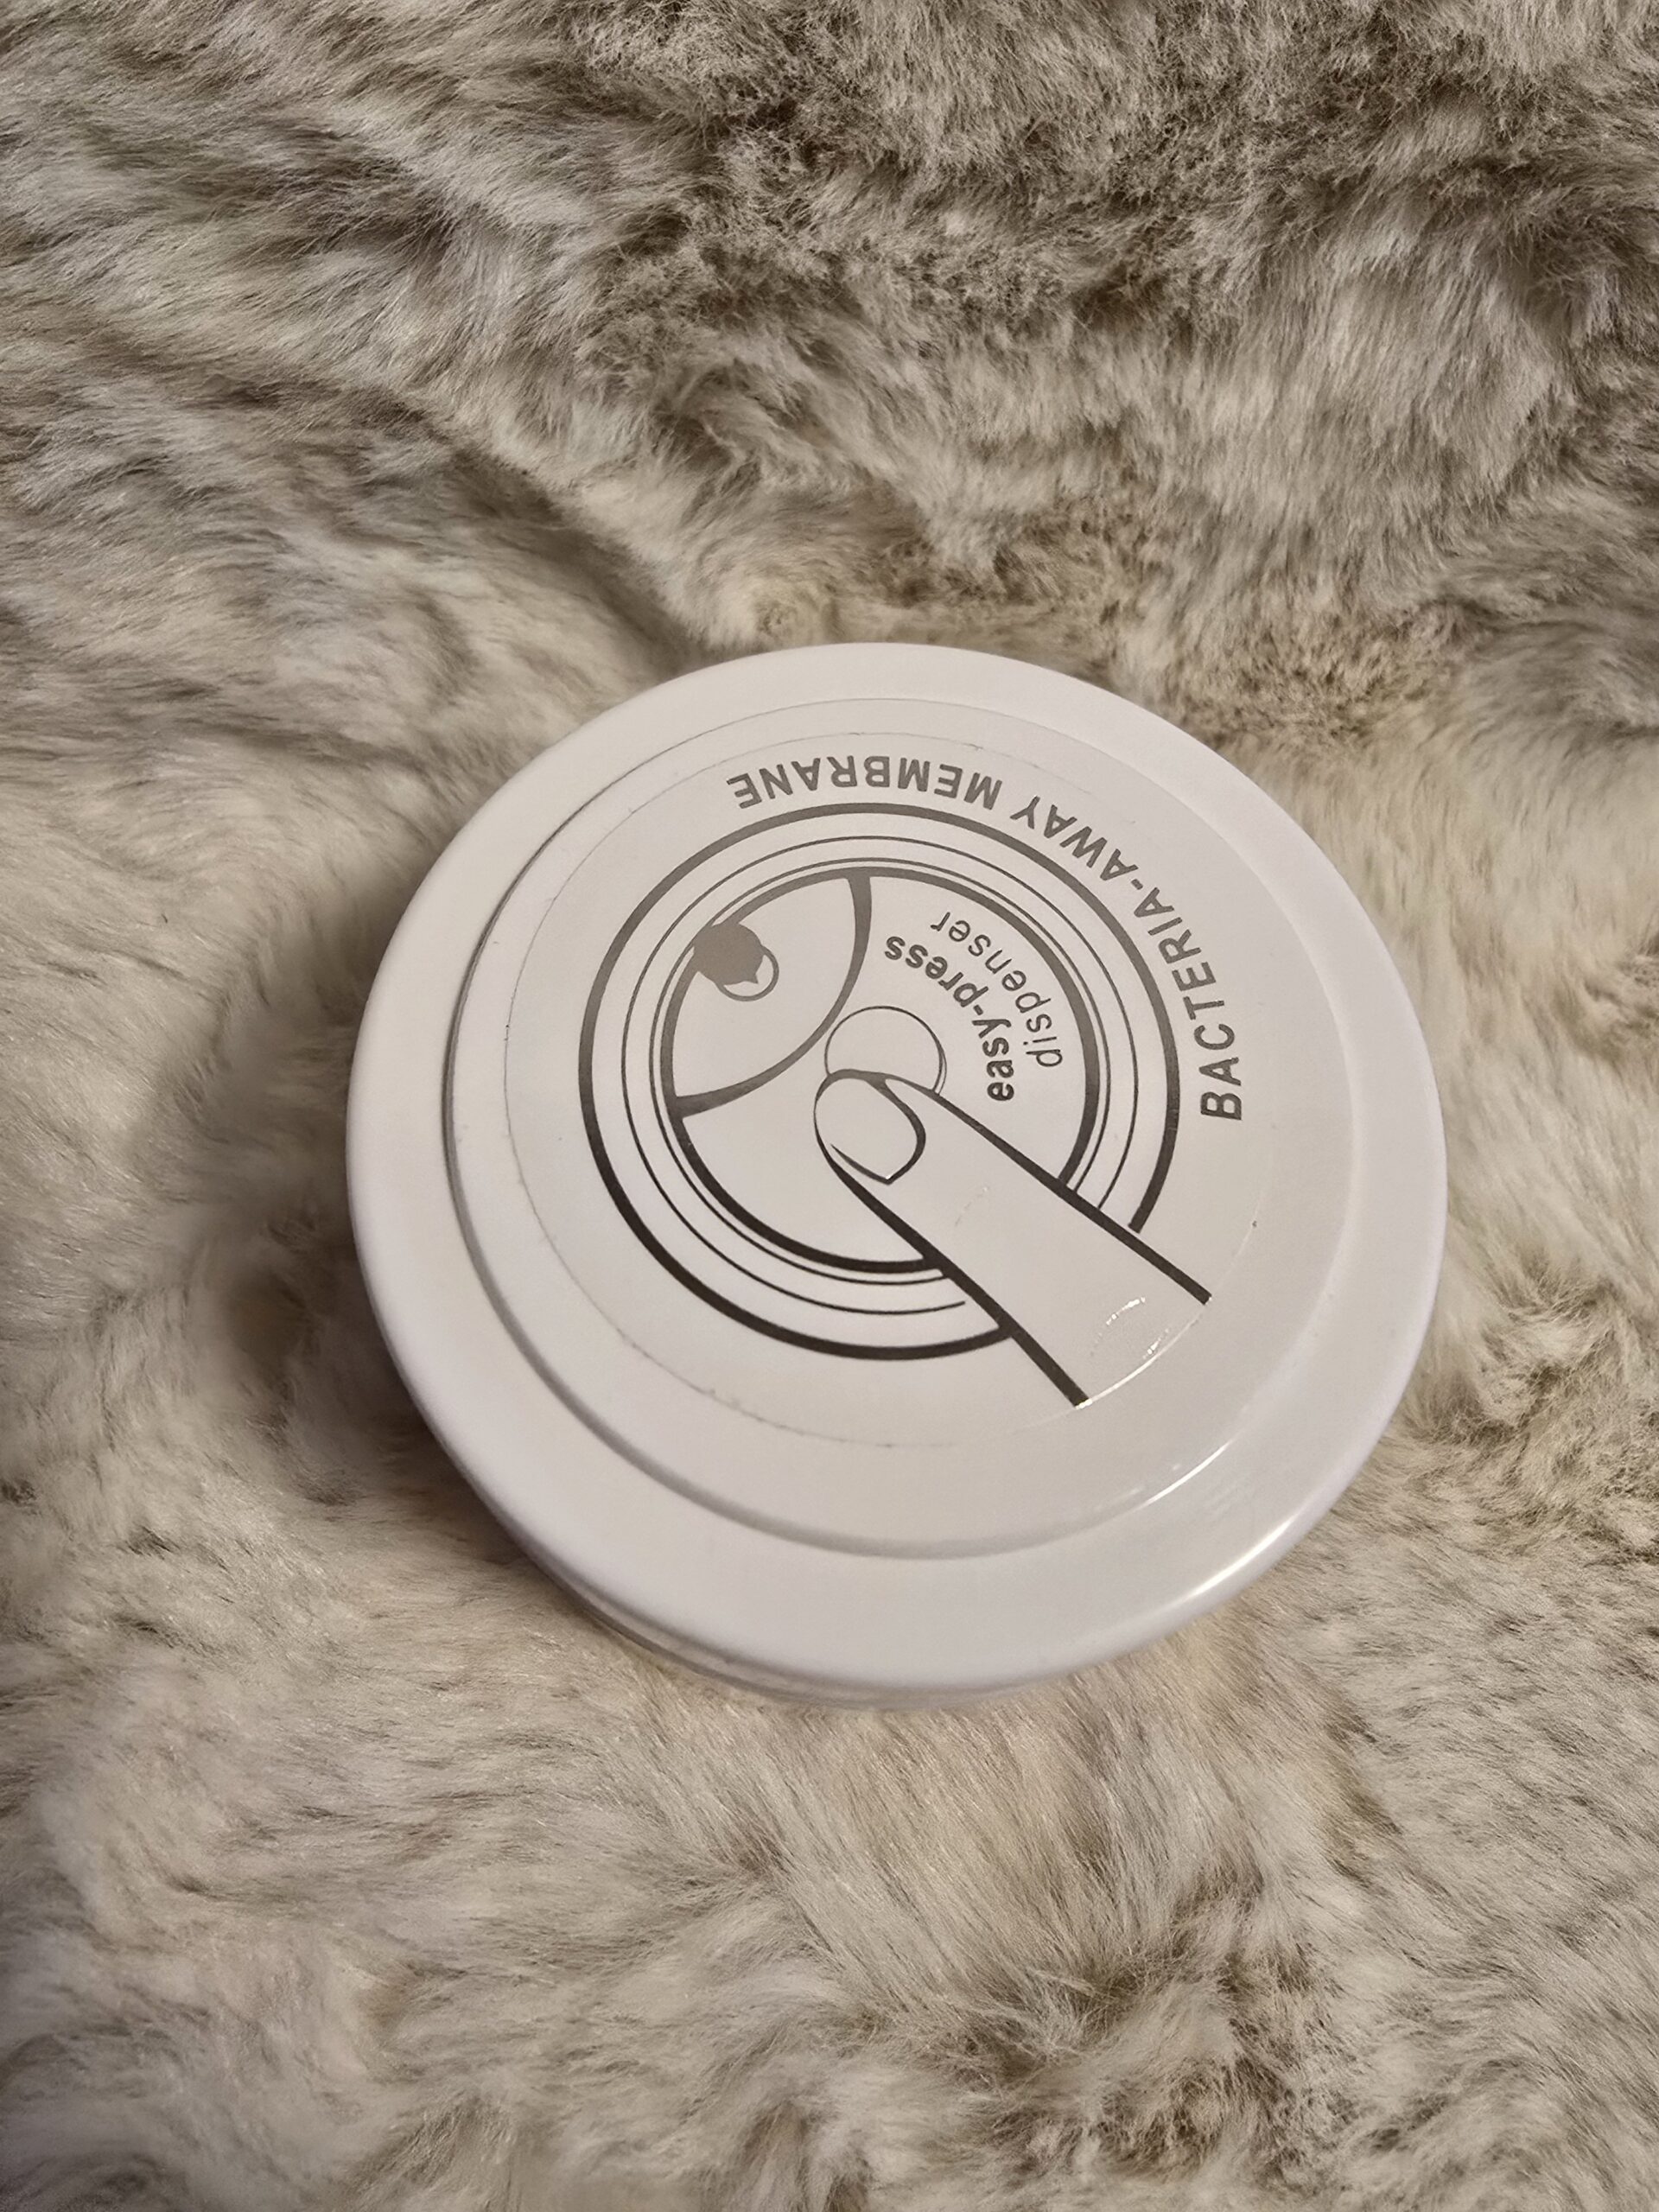 BACTERIA-AWAY MEMBRANE
easy-press
dispenser